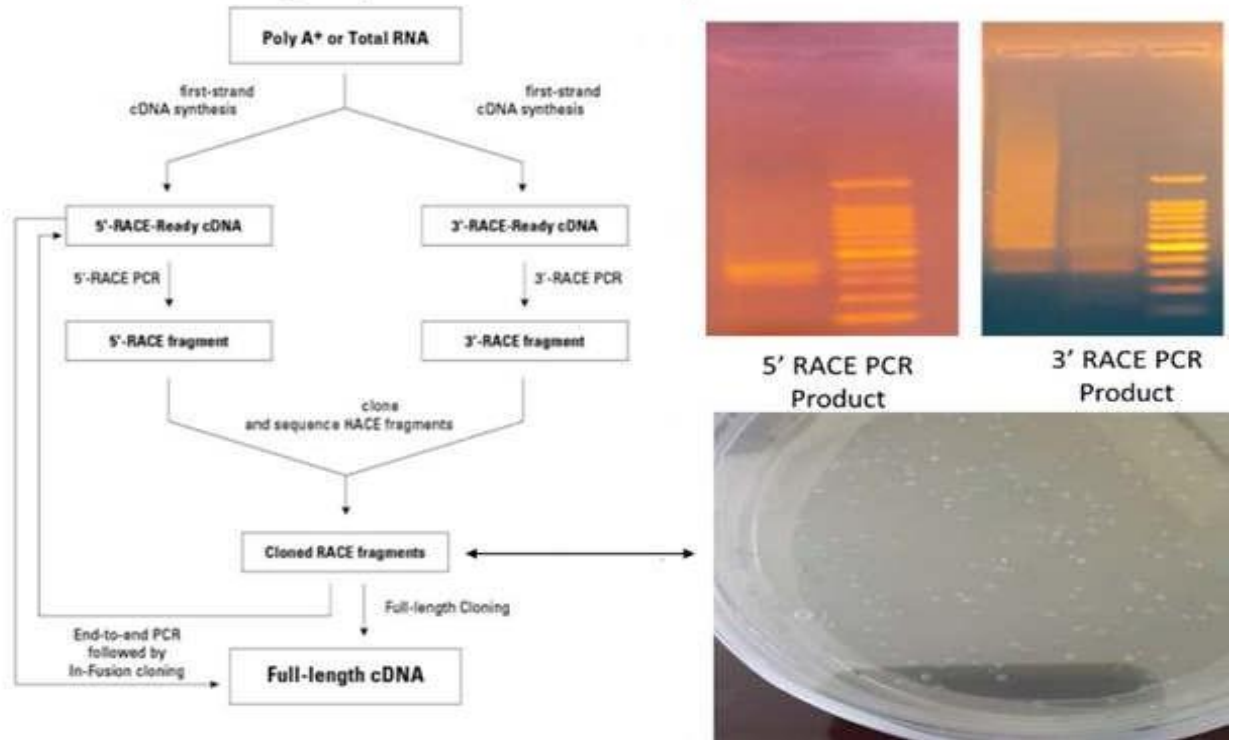 Poly A+ or Total RNA
first-strand
cDNA synthesis
first-strand
cDNA synthesis
5'-RACE-Ready cDNA
3'-RACE-Ready cDNA
5'-RACE PCR
3'-RACE PCR
5'-RACE fragment
3'-RACE fragment
clone
and sequence RACE fragments
Cloned RACE fragments
Full-length Cloning
End-to-end PCR
followed by
In-Fusion cloning
Full-length cDNA
5' RACE PCR
Product
3' RACE PCR
Product